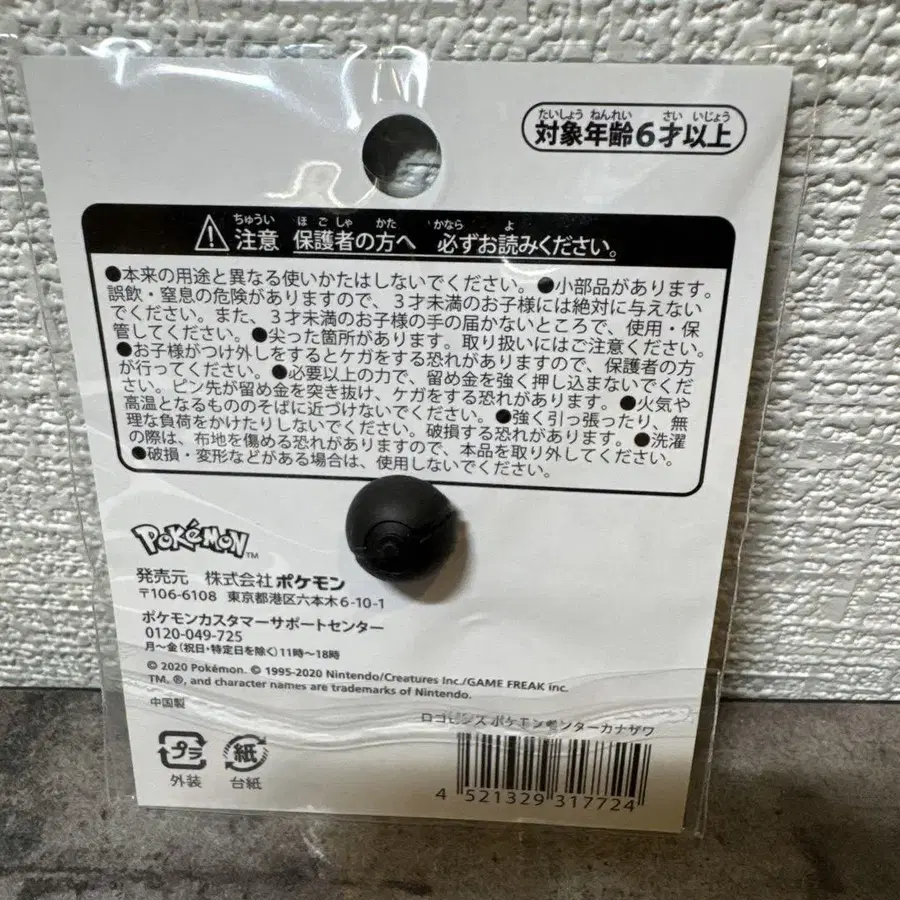 たいしょう ねんれい さい いじょう
対象年齢6才以上
ちゅうい ほごしゃ かた かなら よ
注意 保護者の方へ 必ずお読みください。
●本来の用途と異なる使いかたはしないでください。●小部品があります。
誤飲・窒息の危険がありますので、3才未満のお子様には絶対に与えない
でください。また、3才未満のお子様の手の届かないところで、使用・保
管してください。●尖った箇所があります。取り扱いにはご注意ください。
●お子様がつけ外しをするとケガをする恐れがありますので、保護者の方
が行ってください。●必要以上の力で、留め金を強く押し込まないでくだ
さい。ピン先が留め金を突き抜け、ケガをする恐れがあります。●火気や
高温となるもののそばに近づけないでください。●強く引っ張ったり、無
理な負荷をかけたりしないでください。破損する恐れがあります。●洗濯
の際は、布地を傷める恐れがありますので、本品を取り外してください。
●破損・変形などがある場合は、使用しないでください。
POKéMON™
発売元 株式会社 ポケモン
〒106-6108 東京都港区六本木6-10-1
ポケモンカスタマーサポートセンター
0120-049-725
月〜金(祝日・特定日を除く)11時〜18時
© 2020 Pokémon. © 1995-2020 Nintendo/Creatures Inc./GAME FREAK inc.
TM, ®, and character names are trademarks of Nintendo.
中国製
ロゴピンズ ポケモンセンターカナザワ
プラ
外装
紙
台紙
4 521329 317724